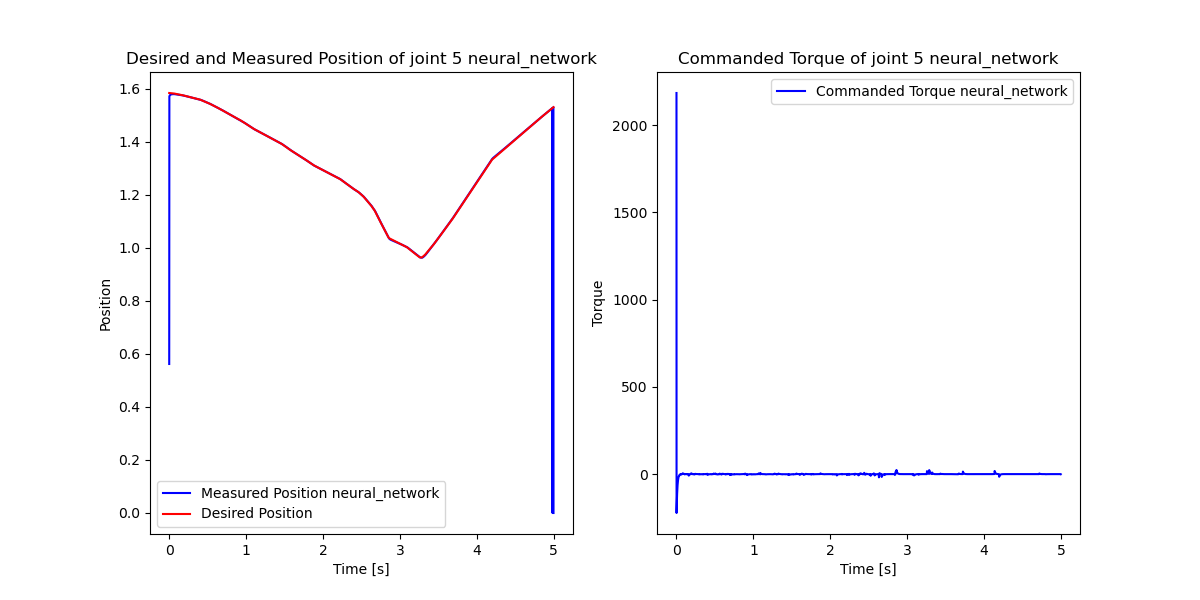 Desired and Measured Position of joint 5 neural_network
1.6
1.4
1.2
1.0
0.8
0.6
0.4
0.2
0.0
Position
Measured Position neural_network
Desired Position
0 1 2 3 4 5
Time [s]
Commanded Torque of joint 5 neural_network
Commanded Torque neural_network
2000
1500
1000
500
0
Torque
0 1 2 3 4 5
Time [s]